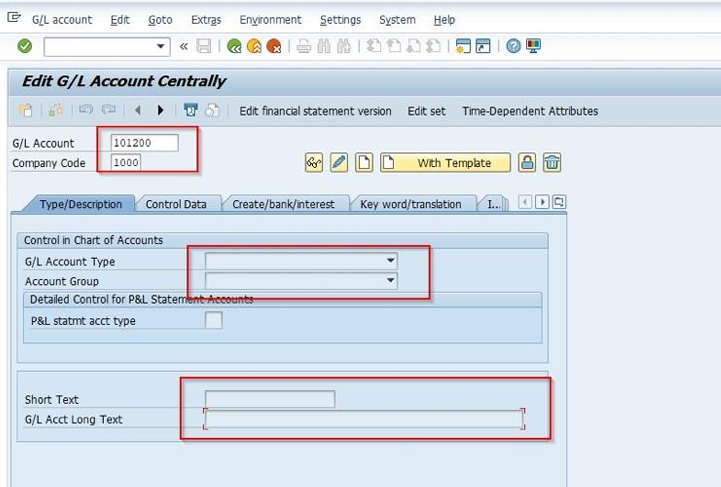 G/L account Edit Goto Extras Environment Settings System Help
Edit G/L Account Centrally
Edit financial statement version Edit set Time-Dependent Attributes
G/L Account 101200
Company Code 1000
With Template
Type/Description Control Data Create/bank/interest Key word/translation I...
Control in Chart of Accounts
G/L Account Type
Account Group
Detailed Control for P&L Statement Accounts
P&L statmt acct type
Short Text
G/L Acct Long Text